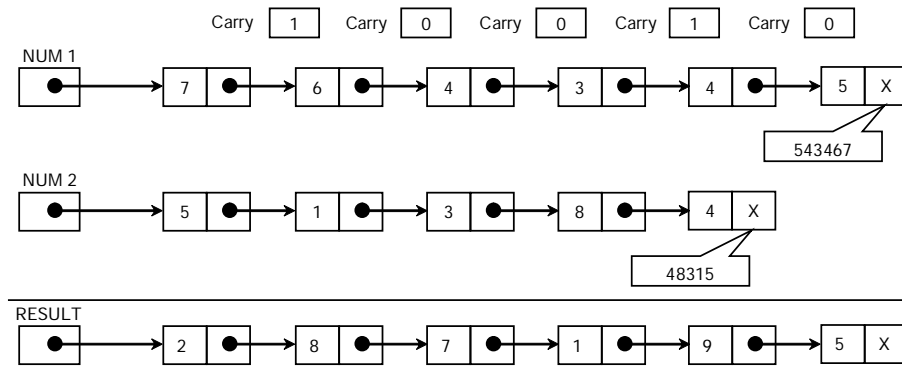 Carry 1 Carry 0 Carry 0 Carry 1 Carry 0
NUM 1
7 6 4 3 4 5 X
543467
NUM 2
5 1 3 8 4 X
48315
RESULT
2 8 7 1 9 5 X